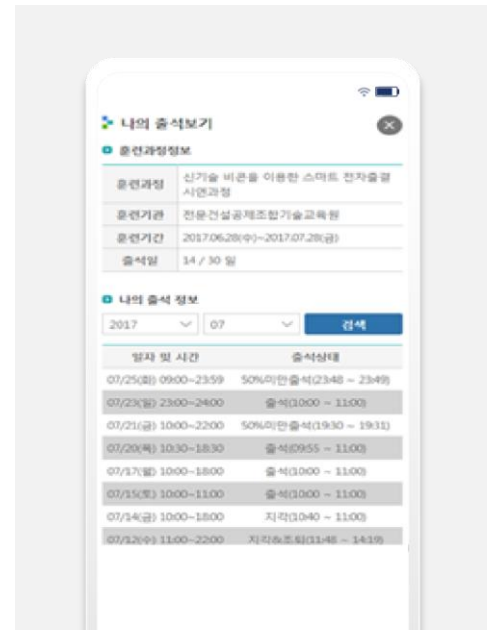 나의 출석보기
훈련과정정보
훈련과정 신기술 비콘을 이용한 스마트 전자출결
시연과정
훈련기관 전문건설공제조합기술교육원
훈련기간 2017.06.28(수)~2017.07.28(금)
출석일 14 / 30 일
나의 출석 정보
2017 07 검색
일자 및 시간 출석상태
07/25(화) 09:00~23:59 50%미만출석(23:48 ~ 23:49)
07/23(일) 23:00~24:00 출석(10:00 ~ 11:00)
07/21(금) 10:00~22:00 50%미만출석(19:30 ~ 19:31)
07/20(목) 10:30~18:30 출석(09:55 ~ 11:00)
07/17(월) 10:00~18:00 출석(10:00 ~ 11:00)
07/15(토) 10:00~11:00 출석(10:00 ~ 11:00)
07/14(금) 10:00~18:00 지각(10:40 ~ 11:00)
07/12(수) 11:00~22:00 지각&조퇴(11:48 ~ 14:19)